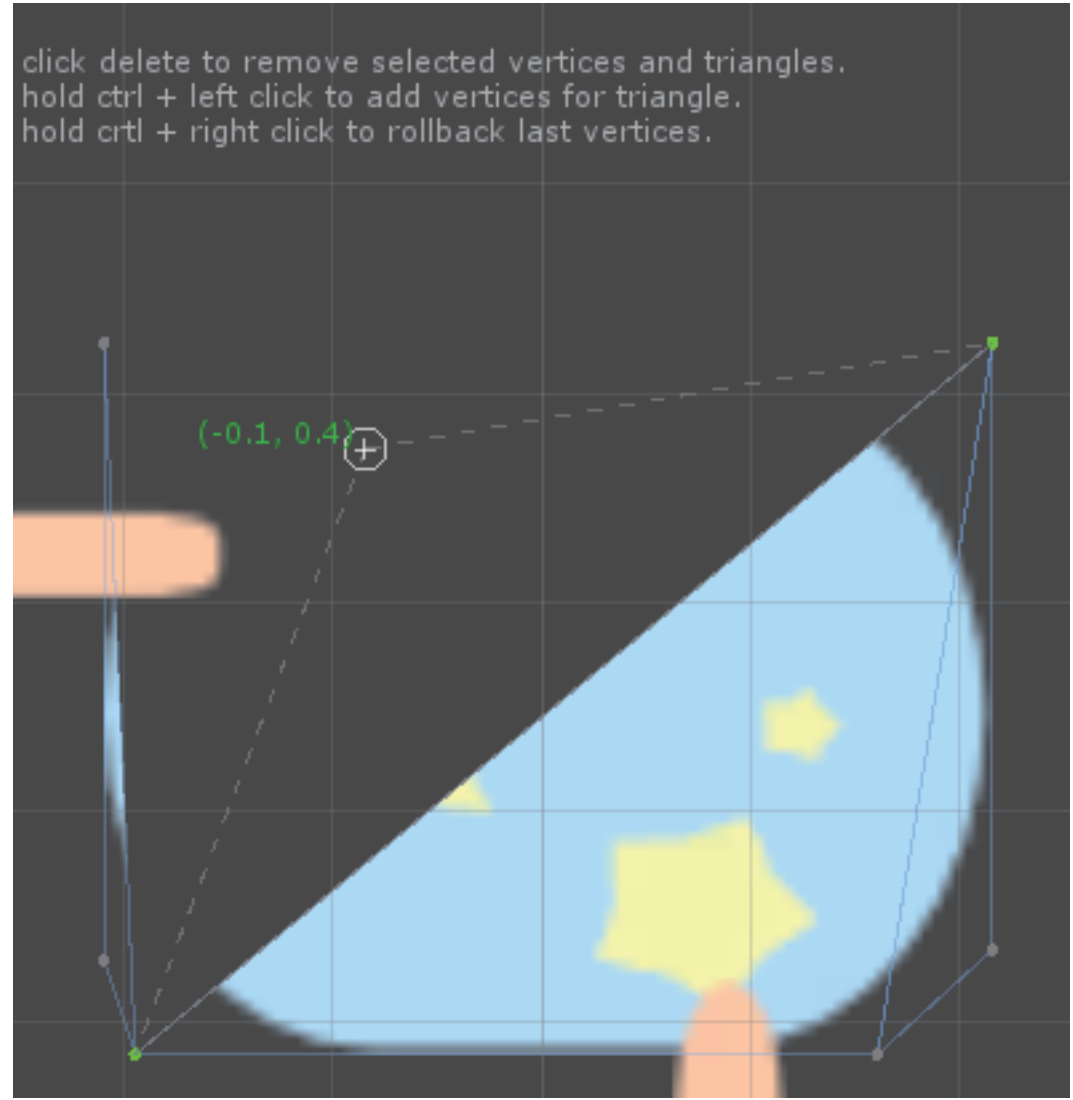 click delete to remove selected vertices and triangles.
hold ctrl + left click to add vertices for triangle.
hold crtl + right click to rollback last vertices.
(-0.1, 0.4)